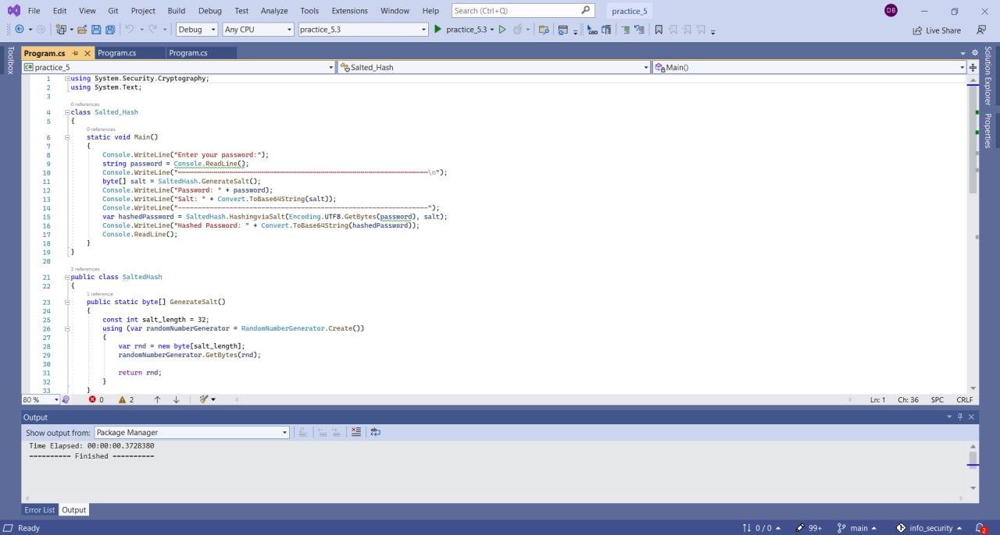 File Edit View Git Project Build Debug Test Analyze Tools Extensions Window Help Search (Ctrl+Q) practice_5 DB
Debug Any CPU practice_5.3 practice_5.3 Live Share
Toolbox
Program.cs Program.cs Program.cs
practice_5 Salted_Hash Main()
1 using System.Security.Cryptography;
2 using System.Text;
3
0 references
4 class Salted_Hash
5 {
0 references
6 static void Main()
7 {
8 Console.WriteLine("Enter your password:");
9 string password = Console.ReadLine();
10 Console.WriteLine("--------------------------------------------------------------\n");
11 byte[] salt = SaltedHash.GenerateSalt();
12 Console.WriteLine("Password: " + password);
13 Console.WriteLine("Salt: " + Convert.ToBase64String(salt));
14 Console.WriteLine("--------------------------------------------------------------");
15 var hashedPassword = SaltedHash.HashingviaSalt(Encoding.UTF8.GetBytes(password), salt);
16 Console.WriteLine("Hashed Password: " + Convert.ToBase64String(hashedPassword));
17 Console.ReadLine();
18 }
19 }
20
2 references
21 public class SaltedHash
22 {
1 reference
23 public static byte[] GenerateSalt()
24 {
25 const int salt_length = 32;
26 using (var randomNumberGenerator = RandomNumberGenerator.Create())
27 {
28 var rnd = new byte[salt_length];
29 randomNumberGenerator.GetBytes(rnd);
30
31 return rnd;
32 }
33 }
80 % 0 2 Ln: 1 Ch: 36 SPC CRLF
Solution Explorer
Properties
Output
Show output from: Package Manager
Time Elapsed: 00:00:00.3728380
========== Finished ==========
Error List Output
Ready 0 / 0 99+ main info_security 2